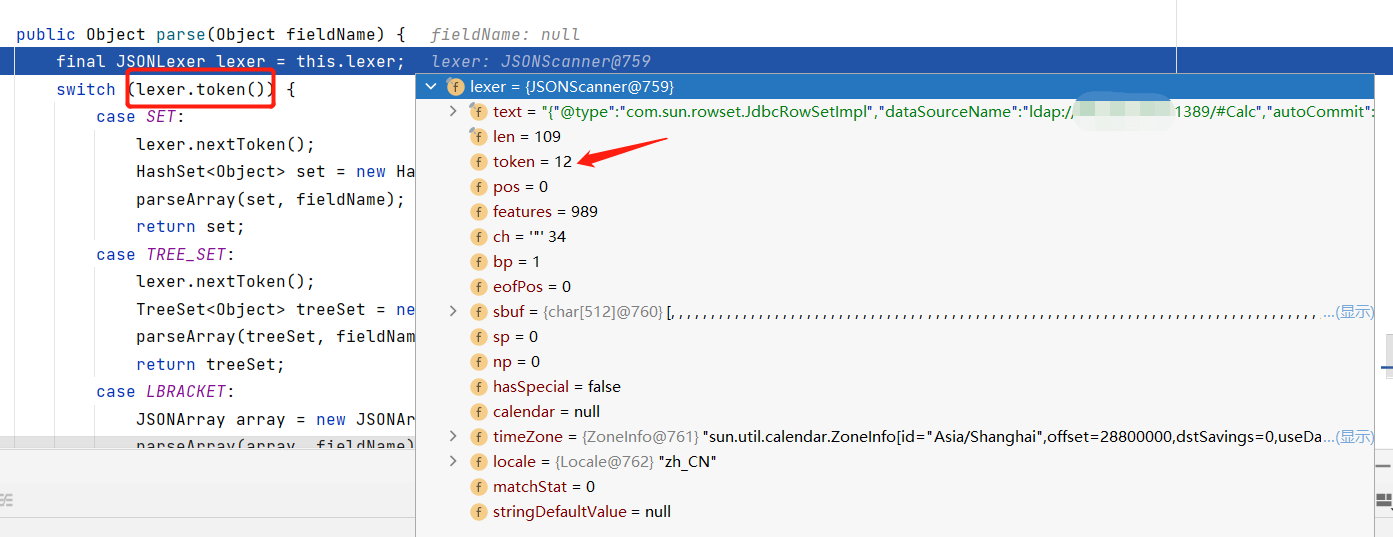 public Object parse(Object fieldName) { fieldName: null
final JSONLexer lexer = this.lexer; lexer: JSONScanner@759
switch (lexer.token()) {
case SET:
lexer.nextToken();
HashSet<Object> set = new Ha
parseArray(set, fieldName);
return set;
case TREE_SET:
lexer.nextToken();
TreeSet<Object> treeSet = ne
parseArray(treeSet, fieldNam
return treeSet;
case LBRACKET:
JSONArray array = new JSONAr
parseArray(array, fieldName)
lexer = {JSONScanner@759}
text = "{"@type":"com.sun.rowset.JdbcRowSetImpl","dataSourceName":"ldap:// 1389/#Calc","autoCommit":
len = 109
token = 12
pos = 0
features = 989
ch = '"' 34
bp = 1
eofPos = 0
sbuf = {char[512]@760} [, , , , , , , , , , , , , , , , , , , , , , , , , , , , , , , , , , , , , , , , , , , , , , , , , , , , , , , , , , , , , , , , , , , , , , , , , , , , , , ...(显示)
sp = 0
np = 0
hasSpecial = false
calendar = null
timeZone = {ZoneInfo@761} "sun.util.calendar.ZoneInfo[id="Asia/Shanghai",offset=28800000,dstSavings=0,useDa...(显示)
locale = {Locale@762} "zh_CN"
matchStat = 0
stringDefaultValue = null